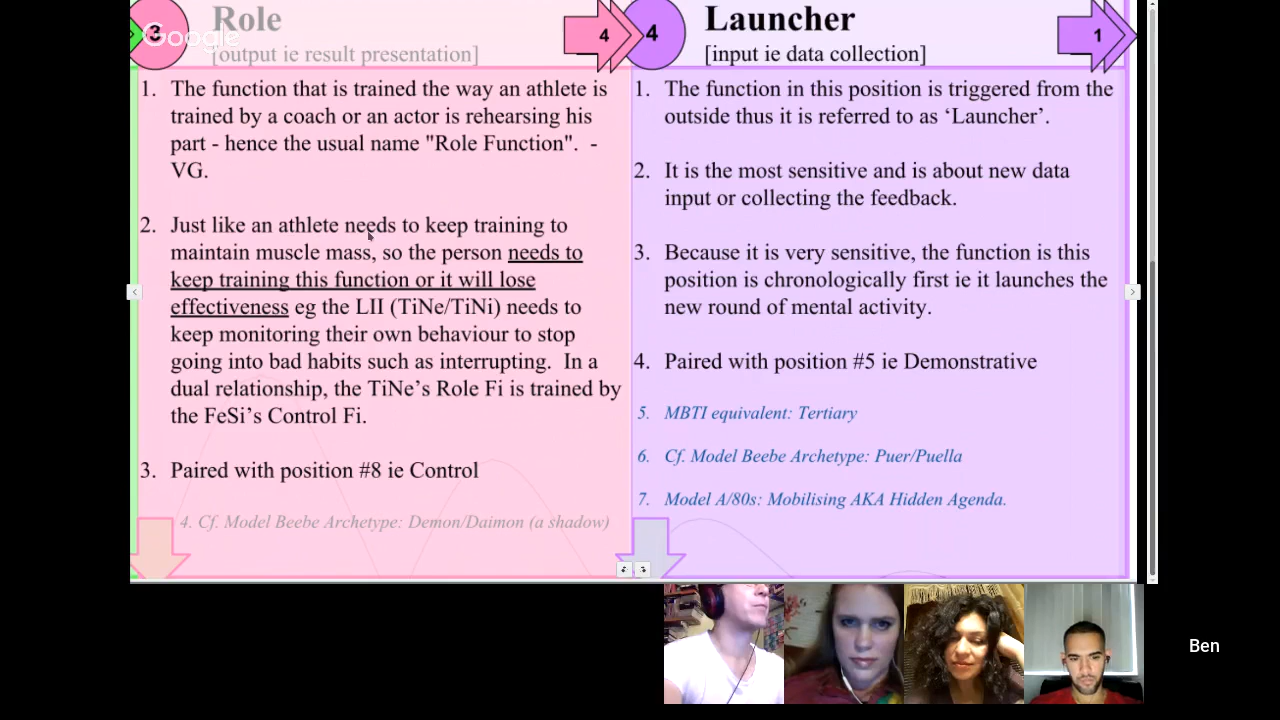 3
Role
[output ie result presentation]
4
Google
1. The function that is trained the way an athlete is
trained by a coach or an actor is rehearsing his
part - hence the usual name "Role Function". -
VG.
2. Just like an athlete needs to keep training to
maintain muscle mass, so the person needs to
keep training this function or it will lose
effectiveness eg the LII (TiNe/TiNi) needs to
keep monitoring their own behaviour to stop
going into bad habits such as interrupting. In a
dual relationship, the TiNe's Role Fi is trained by
the FeSi's Control Fi.
3. Paired with position #8 ie Control
4. Cf. Model Beebe Archetype: Demon/Daimon (a shadow)
4
Launcher
[input ie data collection]
1
1. The function in this position is triggered from the
outside thus it is referred to as ‘Launcher’.
2. It is the most sensitive and is about new data
input or collecting the feedback.
3. Because it is very sensitive, the function is this
position is chronologically first ie it launches the
new round of mental activity.
4. Paired with position #5 ie Demonstrative
5. MBTI equivalent: Tertiary
6. Cf. Model Beebe Archetype: Puer/Puella
7. Model A/80s: Mobilising AKA Hidden Agenda.
Ben